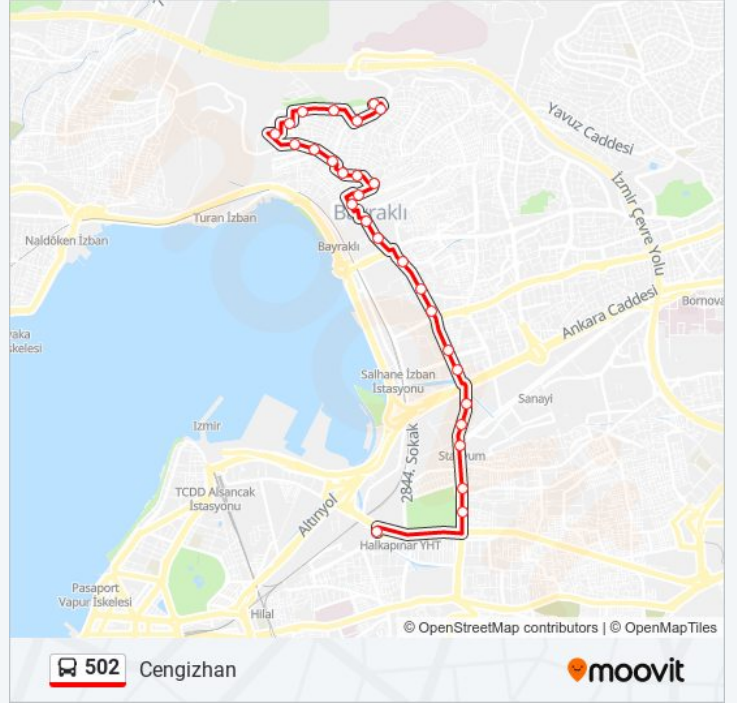 Yavuz Caddesi
İzmir Çevre Yolu
Bayraklı
Turan İzban
Naldöken İzban
Bayraklı
Ankara Caddesi
Bornova
aka
skelesi
Salhane İzban
İstasyonu
Sanayi
İzmir
2844. Sokak
Stadyum
TCDD Alsancak
İstasyonu
Altınyol
Halkapınar YHT
Pasaport
Vapur İskelesi
Hilal
© OpenStreetMap contributors | © OpenMapTiles
502 Cengizhan
moovit